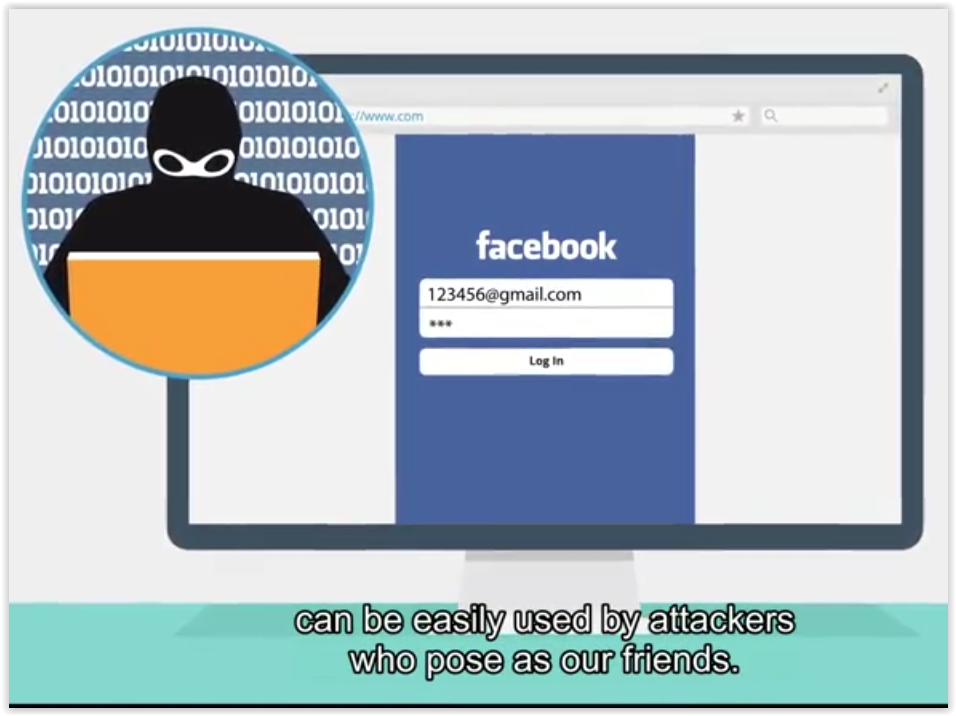 ://www.com
facebook
123456@gmail.com
***
Log In
can be easily used by attackers
who pose as our friends.